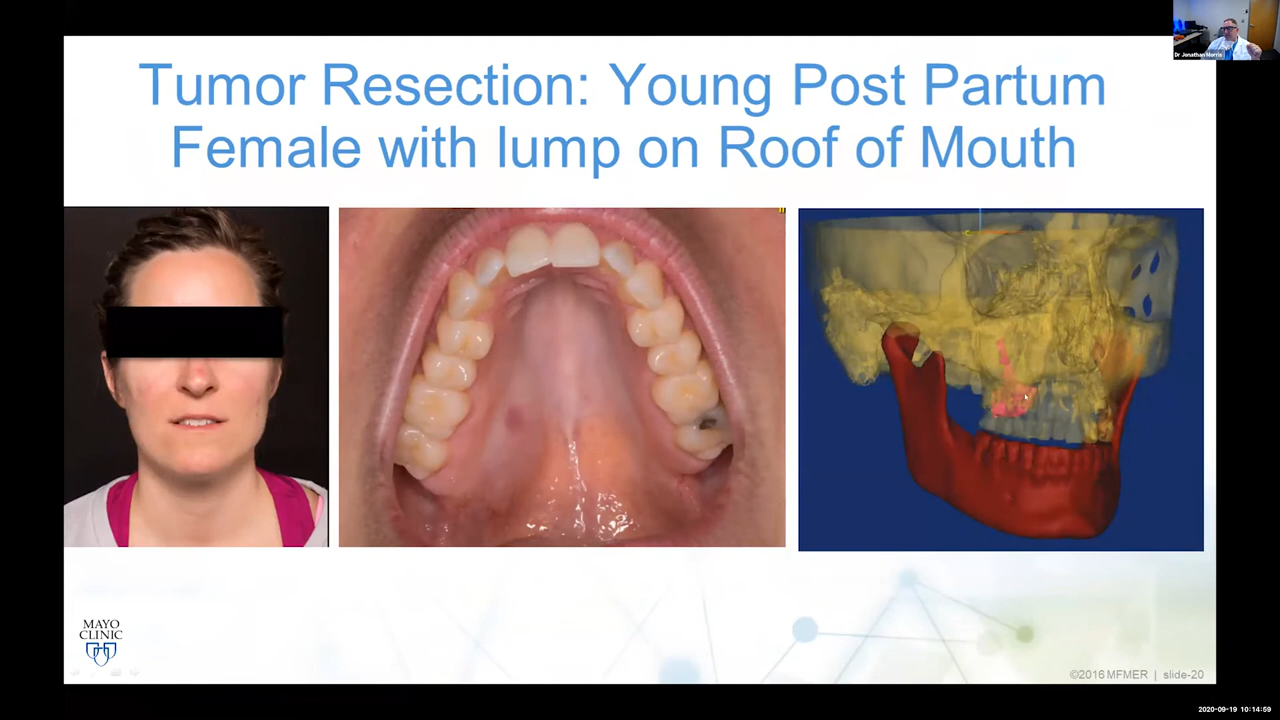 Dr Jonathan Morris
Tumor Resection: Young Post Partum
Female with lump on Roof of Mouth
MAYO
CLINIC
©2016 MFMER | slide-20
2020-09-19 10:14:59